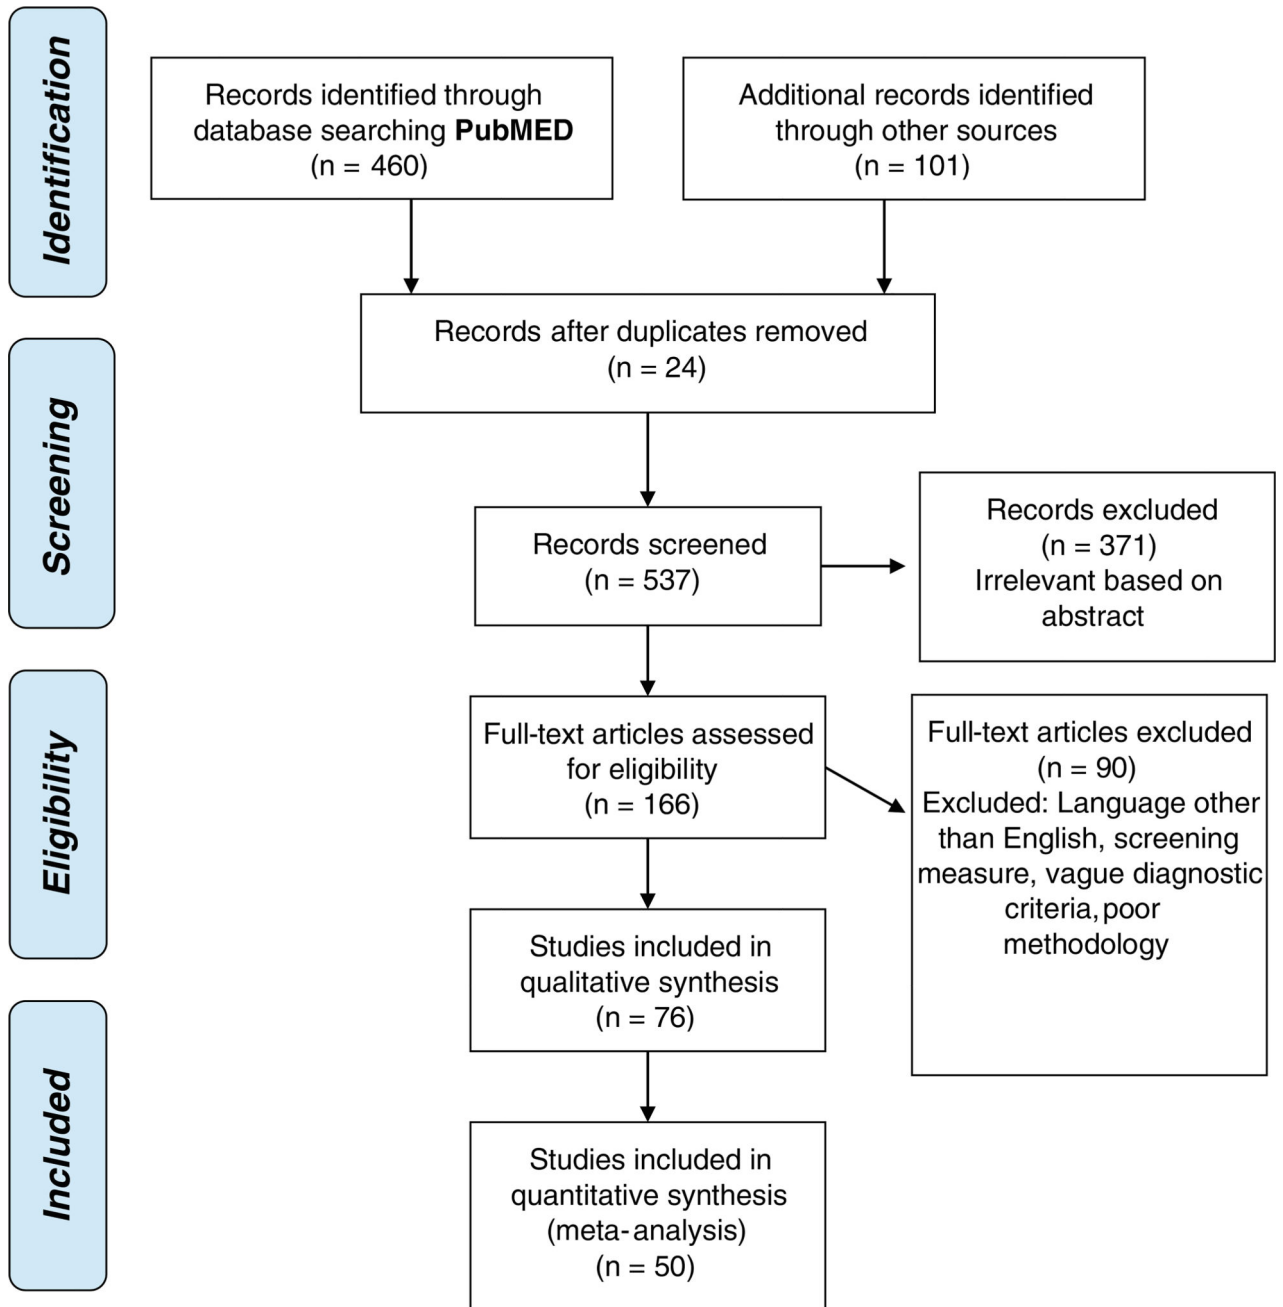 Identification
Records identified through
database searching PubMED
(n = 460)
Additional records identified
through other sources
(n = 101)
Records after duplicates removed
(n = 24)
Screening
Records screened
(n = 537)
Records excluded
(n = 371)
Irrelevant based on
abstract
Eligibility
Full-text articles assessed
for eligibility
(n = 166)
Full-text articles excluded
(n = 90)
Excluded: Language other
than English, screening
measure, vague diagnostic
criteria, poor
methodology
Studies included in
qualitative synthesis
(n = 76)
Included
Studies included in
quantitative synthesis
(meta-analysis)
(n = 50)